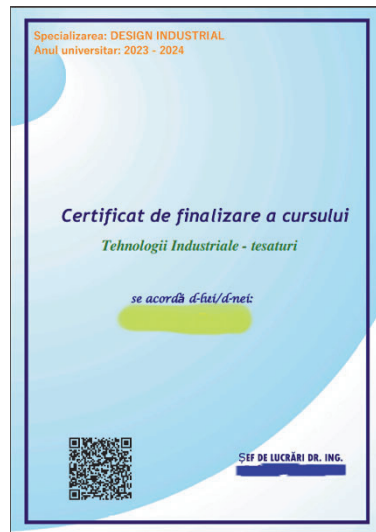 Specializarea: DESIGN INDUSTRIAL
Anul universitar: 2023 - 2024
Certificat de finalizare a cursului
Tehnologii Industriale - tesaturi
se acordă d-lui/d-nei:
ȘEF DE LUCRĂRI DR. ING.